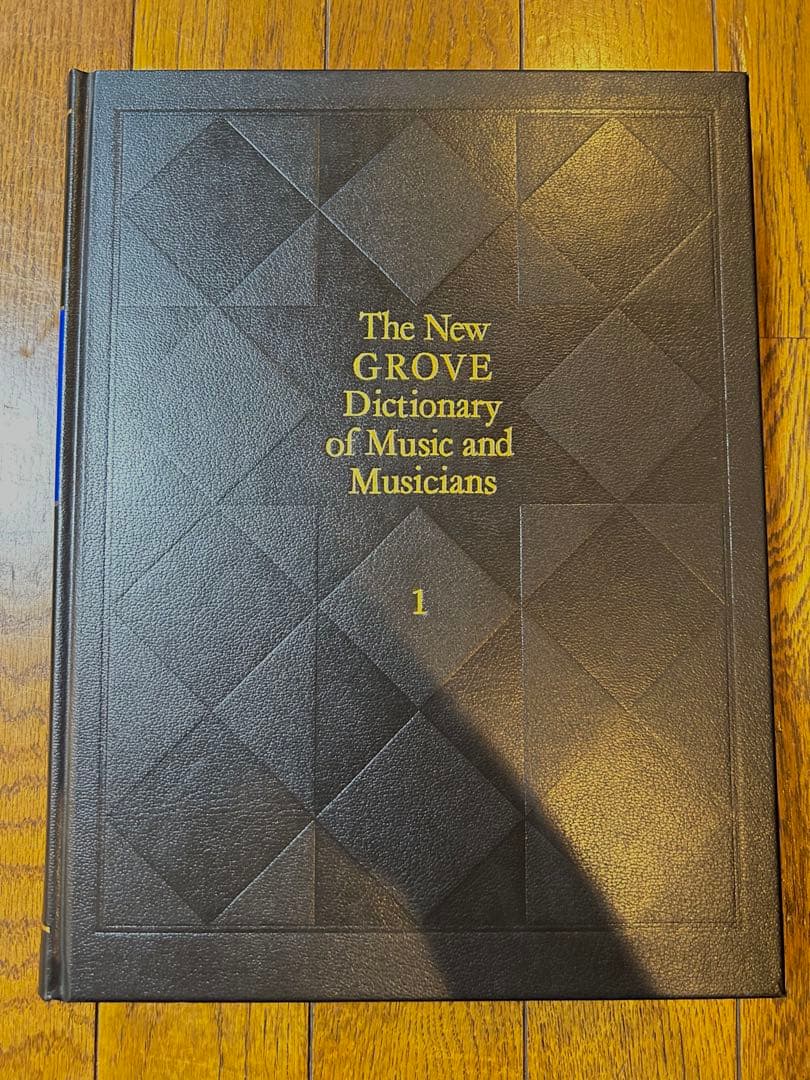 The New
GROVE
Dictionary
of Music and
Musicians
1